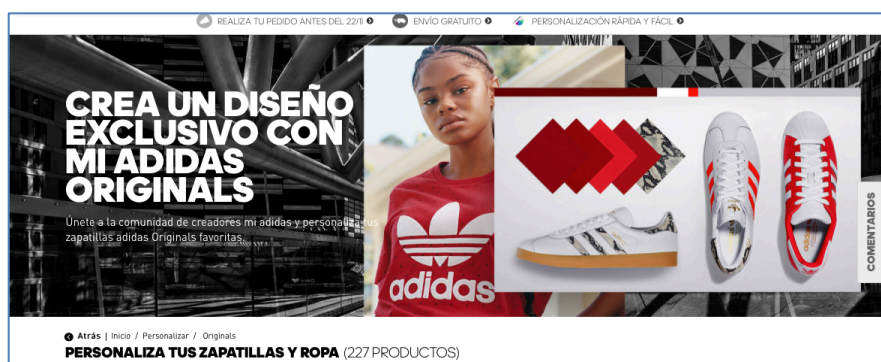 REALIZA TU PEDIDO ANTES DEL 22/11
ENVÍO GRATUITO
PERSONALIZACIÓN RÁPIDA Y FÁCIL
CREA UN DISEÑO
EXCLUSIVO CON
MI ADIDAS
ORIGINALS
Únete a la comunidad de creadores mi adidas y personaliza tus
zapatillas adidas Originals favoritas.
adidas
COMENTARIOS
Atrás | Inicio / Personalizar / Originals
PERSONALIZA TUS ZAPATILLAS Y ROPA (227 PRODUCTOS)